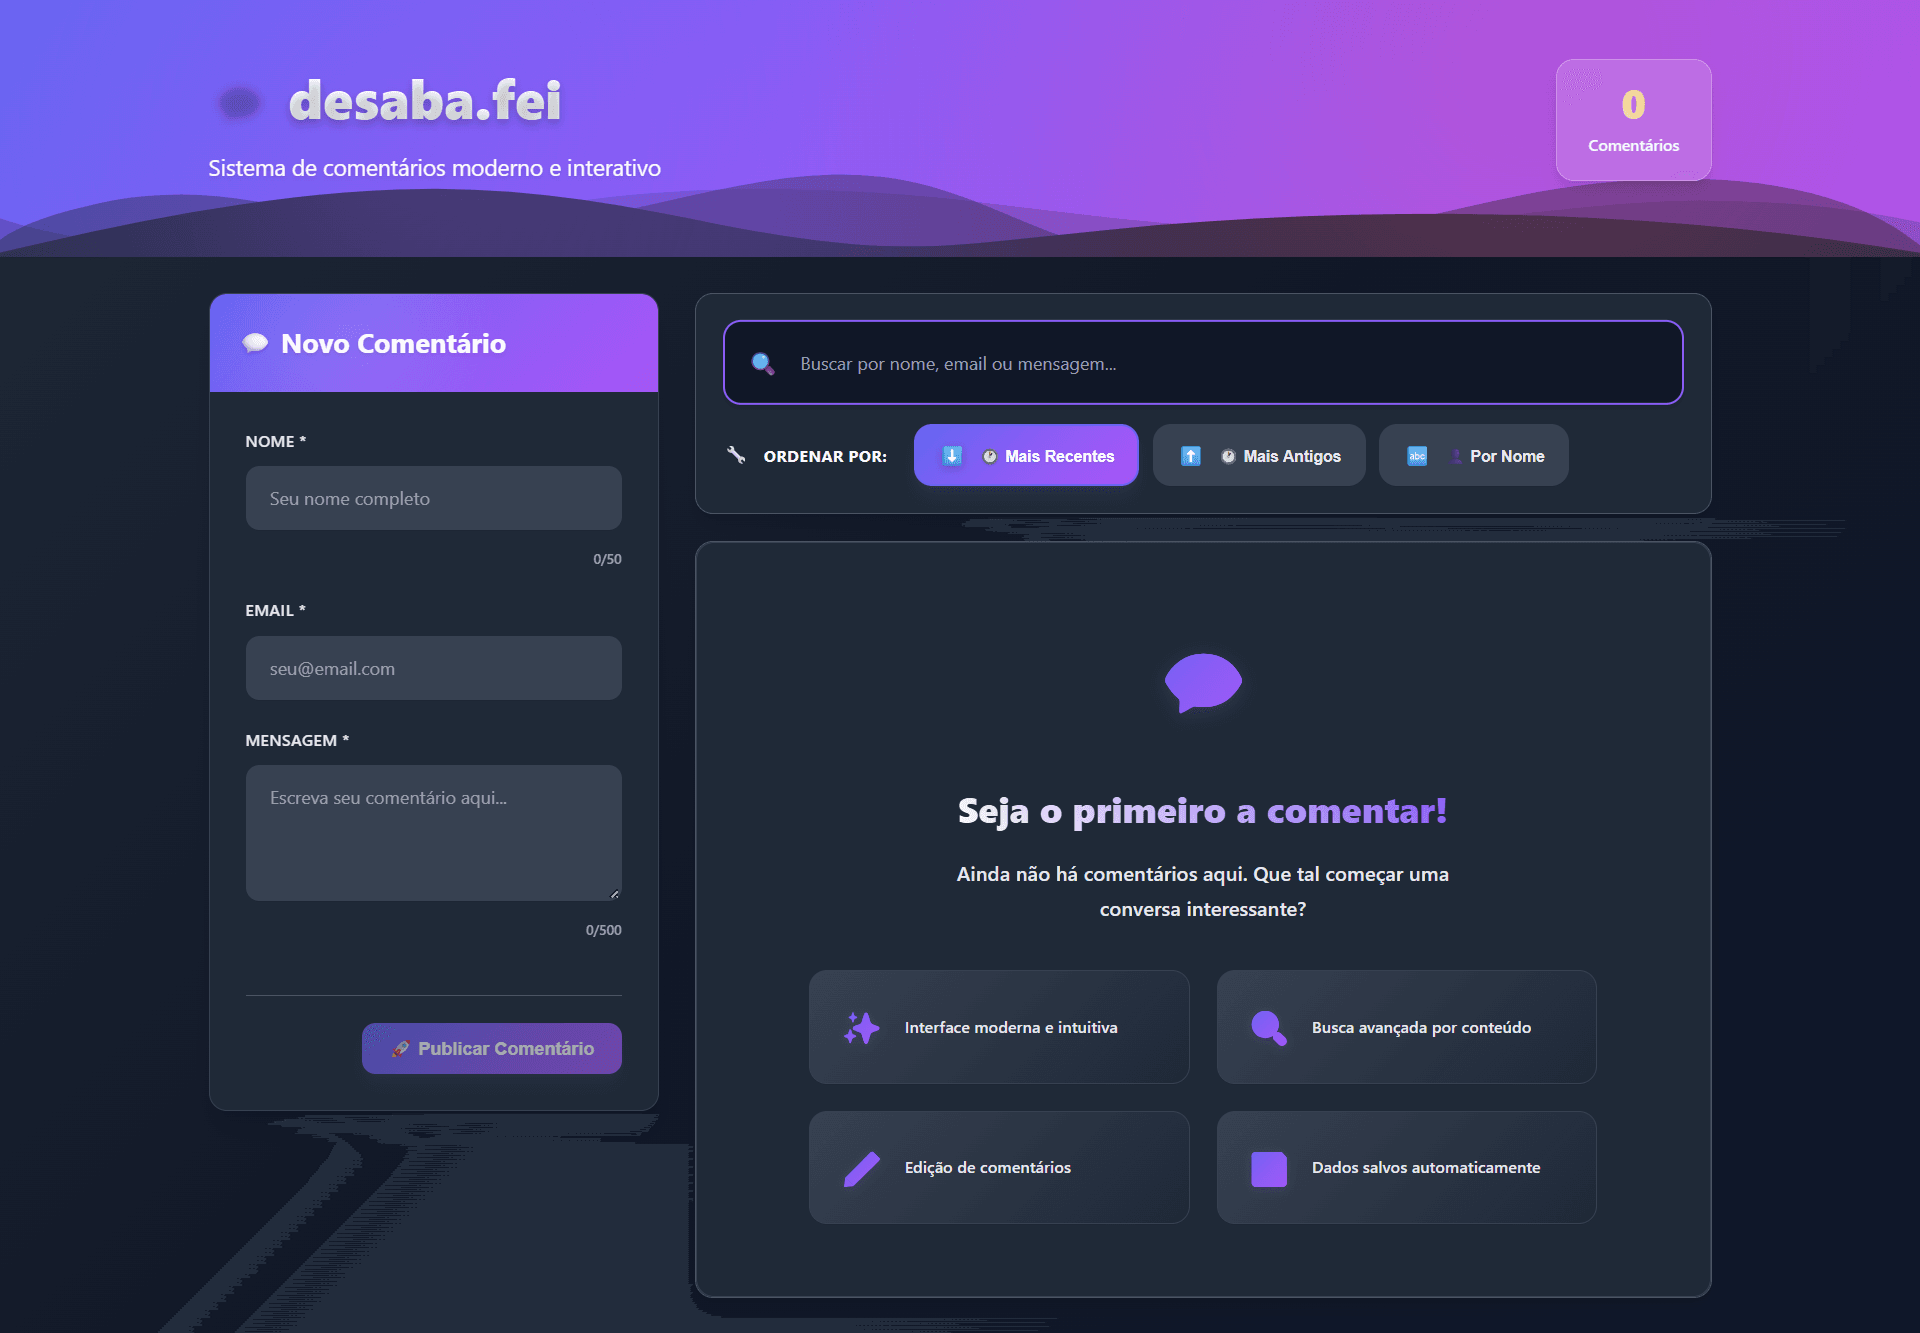 desaba.fei
Sistema de comentários moderno e interativo
0
Comentários
Novo Comentário
NOME *
Seu nome completo
0/50
EMAIL *
seu@email.com
MENSAGEM *
Escreva seu comentário aqui...
0/500
Publicar Comentário
Buscar por nome, email ou mensagem...
ORDENAR POR:
Mais Recentes
Mais Antigos
abc
Por Nome
Seja o primeiro a comentar!
Ainda não há comentários aqui. Que tal começar uma
conversa interessante?
Interface moderna e intuitiva
Busca avançada por conteúdo
Edição de comentários
Dados salvos automaticamente